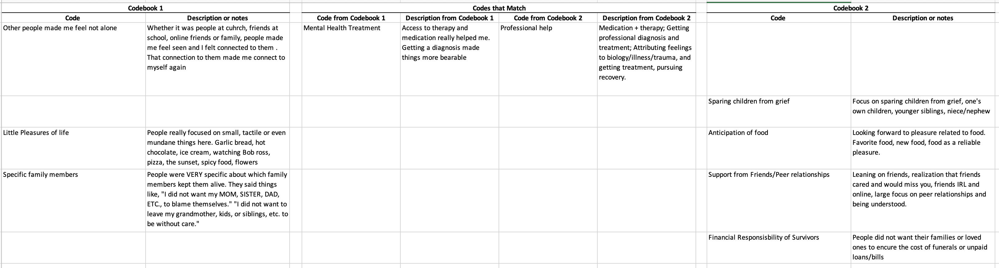 Codebook 1
Codes that Match
Codebook 2
Code
Description or notes
Code from Codebook 1
Description from Codebook 1
Code from Codebook 2
Description from Codebook 2
Code
Description or notes
Other people made me feel not alone
Whether it was people at cuhrch, friends at
school, online friends or family, people made
me feel seen and I felt connected to them .
That connection to them made me connect to
myself again
Mental Health Treatment
Access to therapy and
medication really helped me.
Getting a diagnosis made
things more bearable
Professional help
Medication + therapy; Getting
professional diagnosis and
treatment; Attributing feelings
to biology/illness/trauma, and
getting treatment, pursuing
recovery.
Sparing children from grief
Focus on sparing children from grief, one's
own children, younger siblings, niece/nephew
Little Pleasures of life
People really focused on small, tactile or even
mundane things here. Garlic bread, hot
chocolate, ice cream, watching Bob ross,
pizza, the sunset, spicy food, flowers
Anticipation of food
Looking forward to pleasure related to food.
Favorite food, new food, food as a reliable
pleasure.
Specific family members
People were VERY specific about which family
members kept them alive. They said things
like, "I did not want my MOM, SISTER, DAD,
ETC., to blame themselves." "I did not want to
leave my grandmother, kids, or siblings, etc. to
be without care."
Support from Friends/Peer relationships
Leaning on friends, realization that friends
cared and would miss you, friends IRL and
online, large focus on peer relationships and
being understood.
Financial Responsisbility of Survivors
People did not want their families or loved
ones to encure the cost of funerals or unpaid
loans/bills